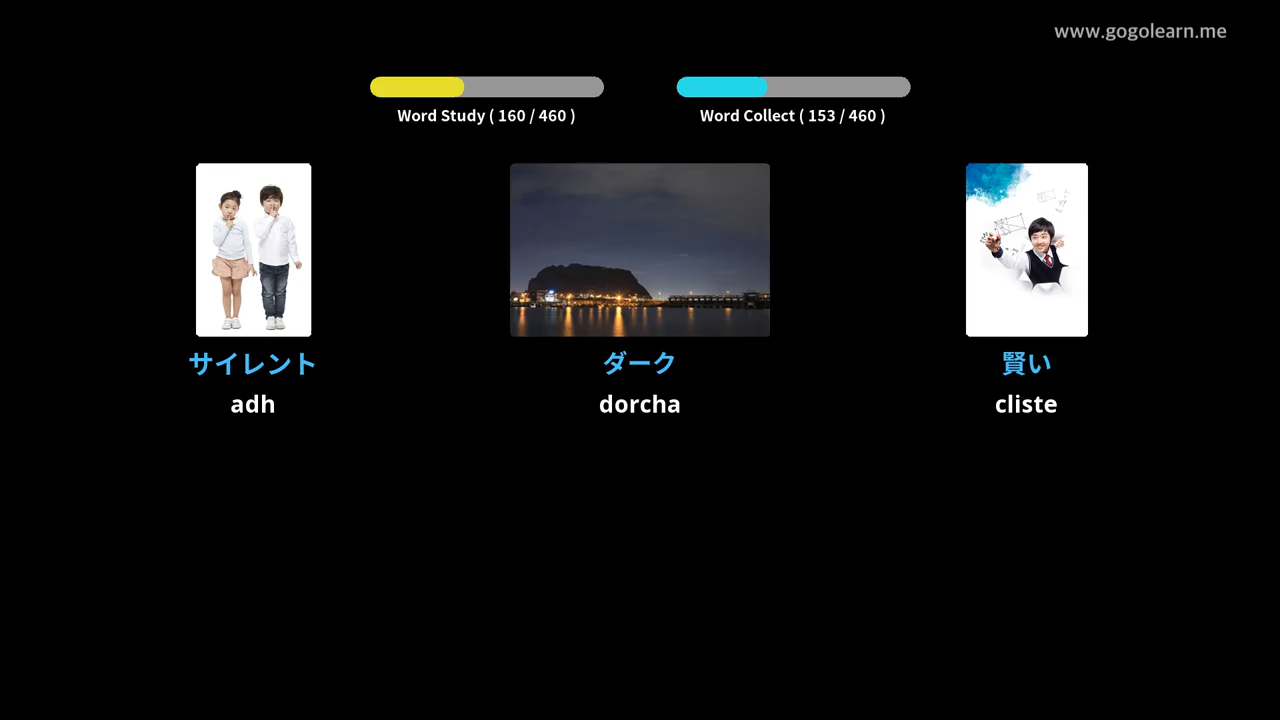 www.gogolearn.me
Word Study ( 160 / 460 )
Word Collect ( 153 / 460 )
サイレント
ダーク
賢い
adh
dorcha
cliste